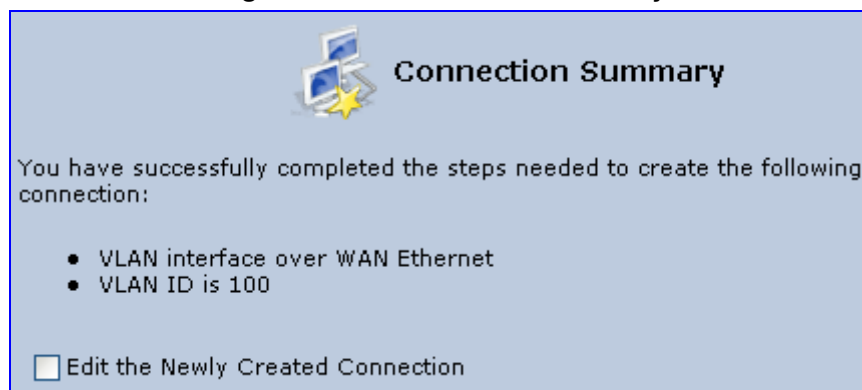 Connection Summary
You have successfully completed the steps needed to create the following
connection:
● VLAN interface over WAN Ethernet
● VLAN ID is 100
Edit the Newly Created Connection